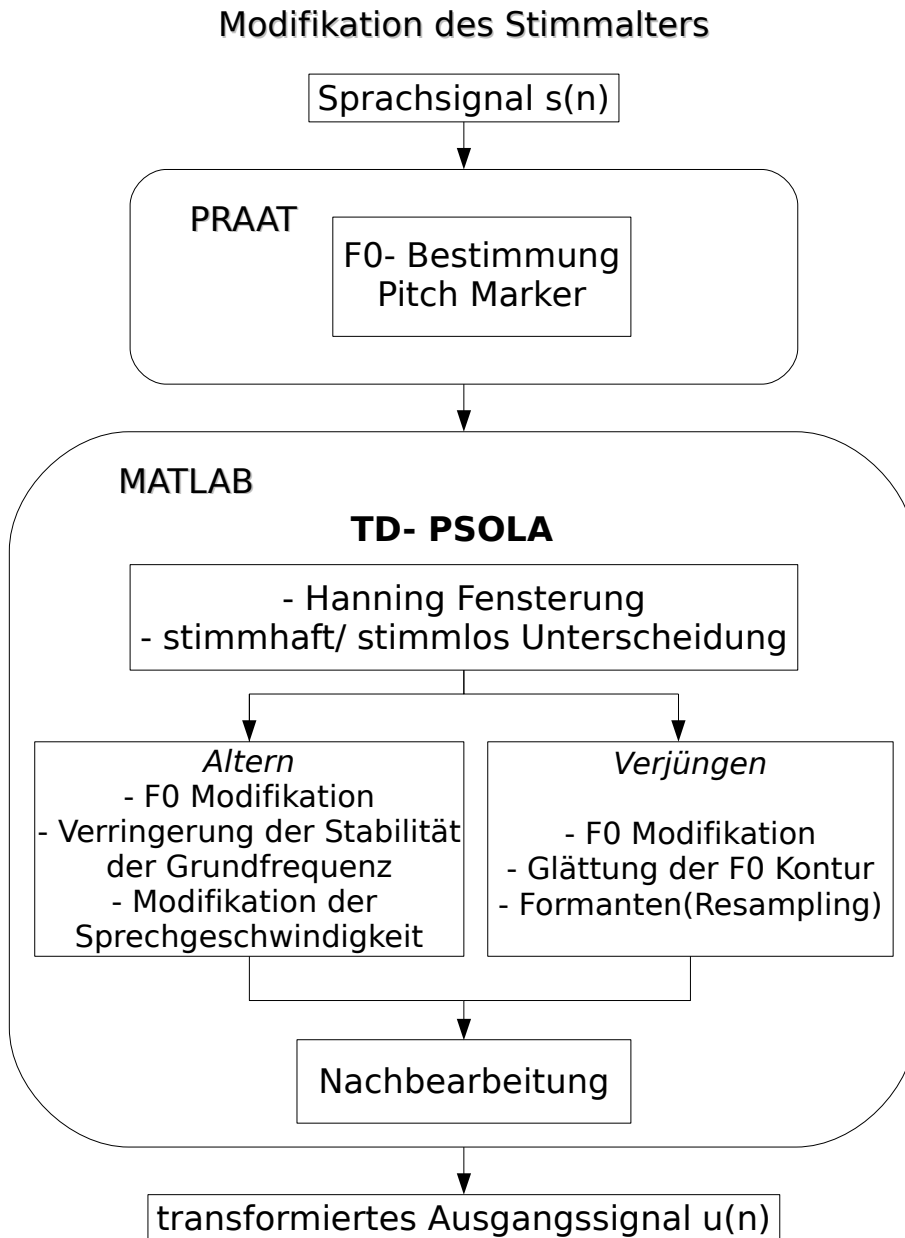 Modifikation des Stimmalters
Sprachsignal s(n)
PRAAT
F0- Bestimmung
Pitch Marker
MATLAB
TD- PSOLA
- Hanning Fensterung
- stimmhaft/ stimmlos Unterscheidung
Altern
- F0 Modifikation
- Verringerung der Stabilität
der Grundfrequenz
- Modifikation der
Sprechgeschwindigkeit
Verjüngen
- F0 Modifikation
- Glättung der F0 Kontur
- Formanten(Resampling)
Nachbearbeitung
transformiertes Ausgangssignal u(n)